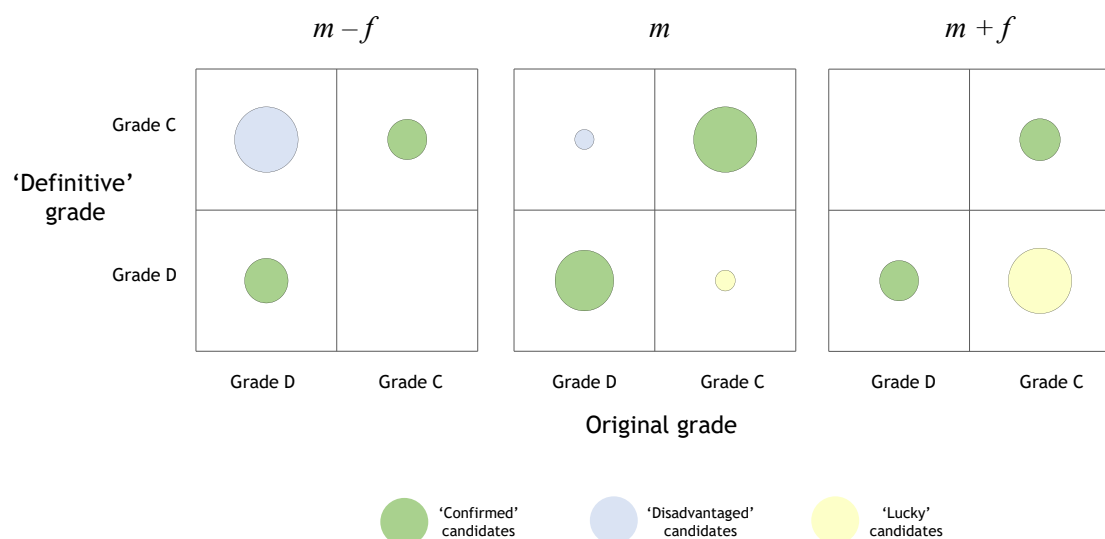 m – f
m
m + f
Grade C
‘Definitive’
grade
Grade D
Grade D
Grade C
Grade D
Grade C
Grade D
Grade C
Original grade
‘Confirmed’
candidates
‘Disadvantaged’
candidates
‘Lucky’
candidates